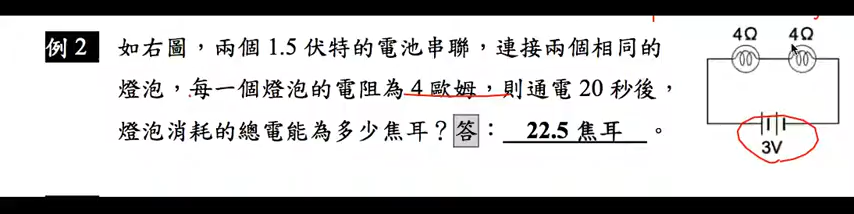 例 2 如右圖，兩個 1.5 伏特的電池串聯，連接兩個相同的
燈泡，每一個燈泡的電阻為 4 歐姆，則通電 20 秒後，
燈泡消耗的總電能為多少焦耳？答： 22.5 焦耳 。
4Ω 4Ω
3V